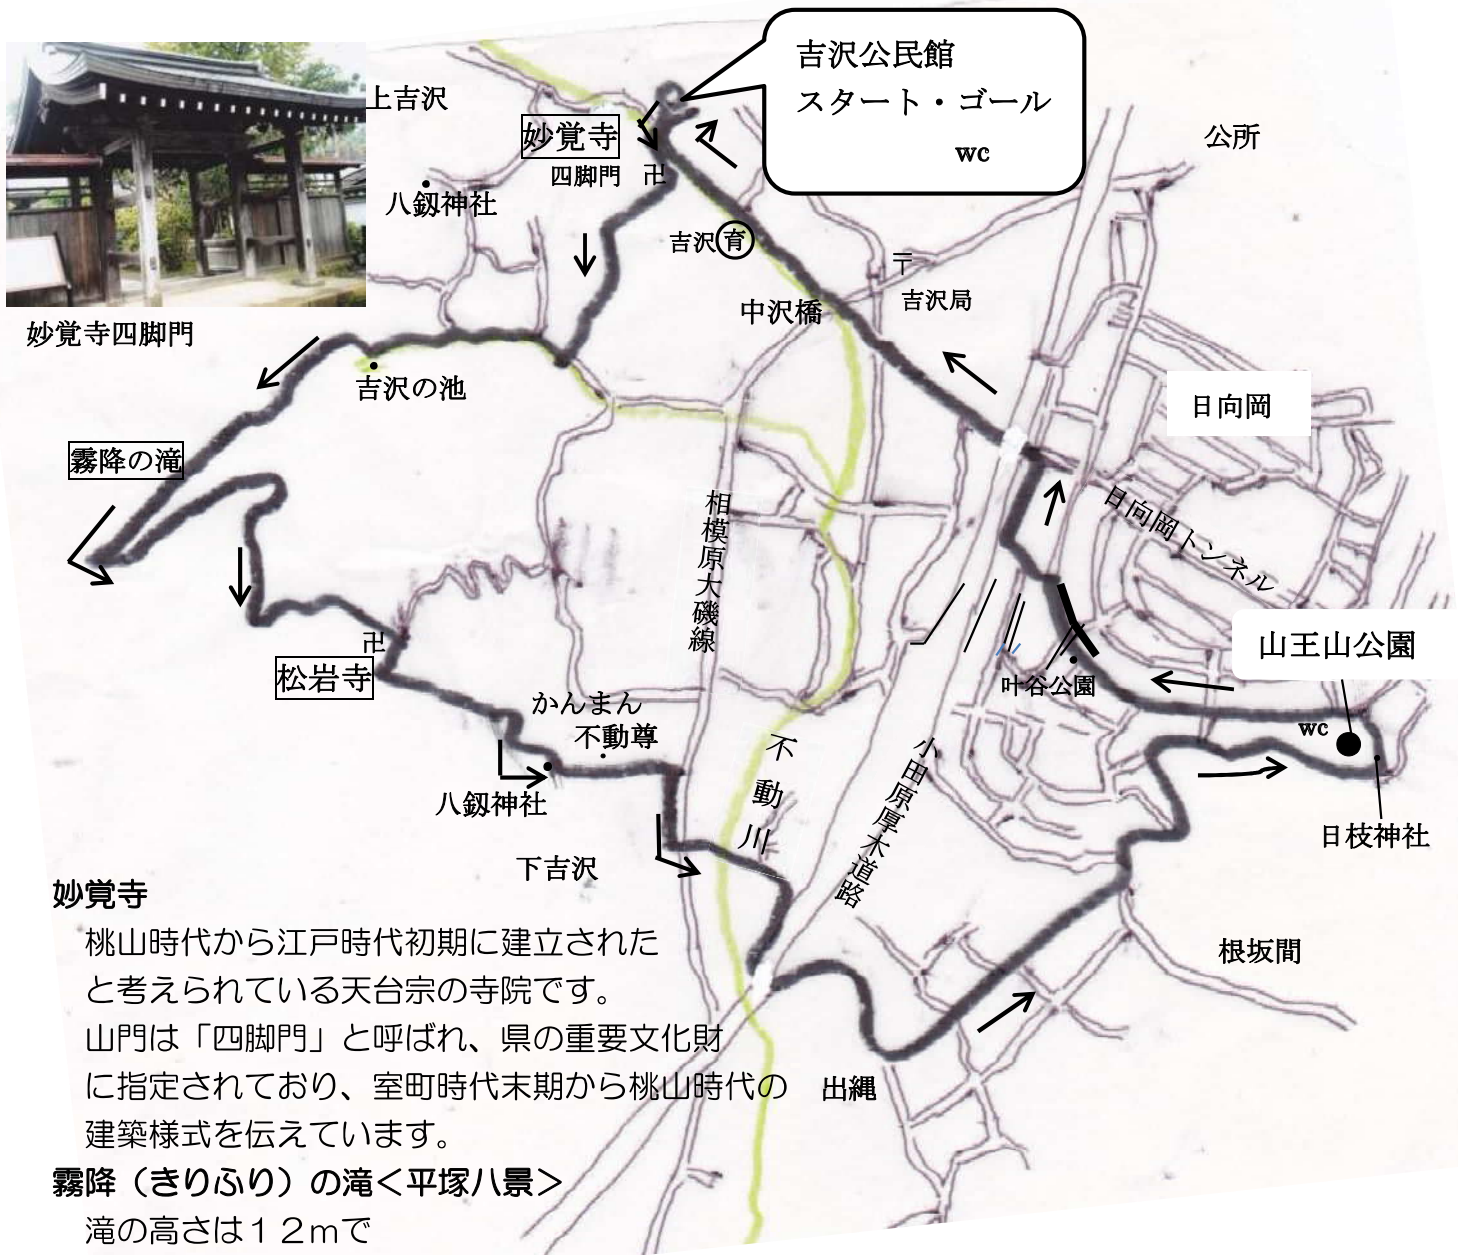 吉沢公民館
スタート・ゴール
wc
上吉沢
妙覚寺
四脚門 卍
公所
八剱神社
吉沢 育
〒
吉沢局
中沢橋
妙覚寺四脚門
吉沢の池
日向岡
霧降の滝
相模原大磯線
日向岡トンネル
卍
松岩寺
山王山公園
叶谷公園
かんまん
不動尊
wc
不動川
小田原厚木道路
八剱神社
日枝神社
下吉沢
根坂間
出縄
妙覚寺
桃山時代から江戸時代初期に建立された
と考えられている天台宗の寺院です。
山門は「四脚門」と呼ばれ、県の重要文化財
に指定されており、室町時代末期から桃山時代の
建築様式を伝えています。
霧降（きりふり）の滝＜平塚八景＞
滝の高さは１２ｍで